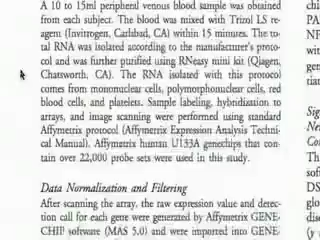 A 10 to 15ml peripheral venous blood sample was obtained
from each subject. The blood was mixed with Trizol LS re-
agent (Invitrogen, Carlsbad, CA) within 15 minutes. The to-
tal RNA was isolated according to the manufacturer's proto-
col and was further purified using RNeasy mini kit (Qiagen,
Chatsworth, CA). The RNA isolated with this protocol
comes from mononuclear cells, polymorphonuclear cells, red
blood cells, and platelets. Sample labeling, hybridization to
arrays, and image scanning were performed using standard
Affymetrix protocol (Affymetrix Expression Analysis Techni-
cal Manual). Affymetrix human U133A genechips that con-
tain over 22,000 probe sets were used in this study.
Data Normalization and Filtering
After scanning the array, the raw expression value and detec-
tion call for each gene were generated by Affymetrix GENE-
CHIP software (MAS 5.0) and were imported into GENE-